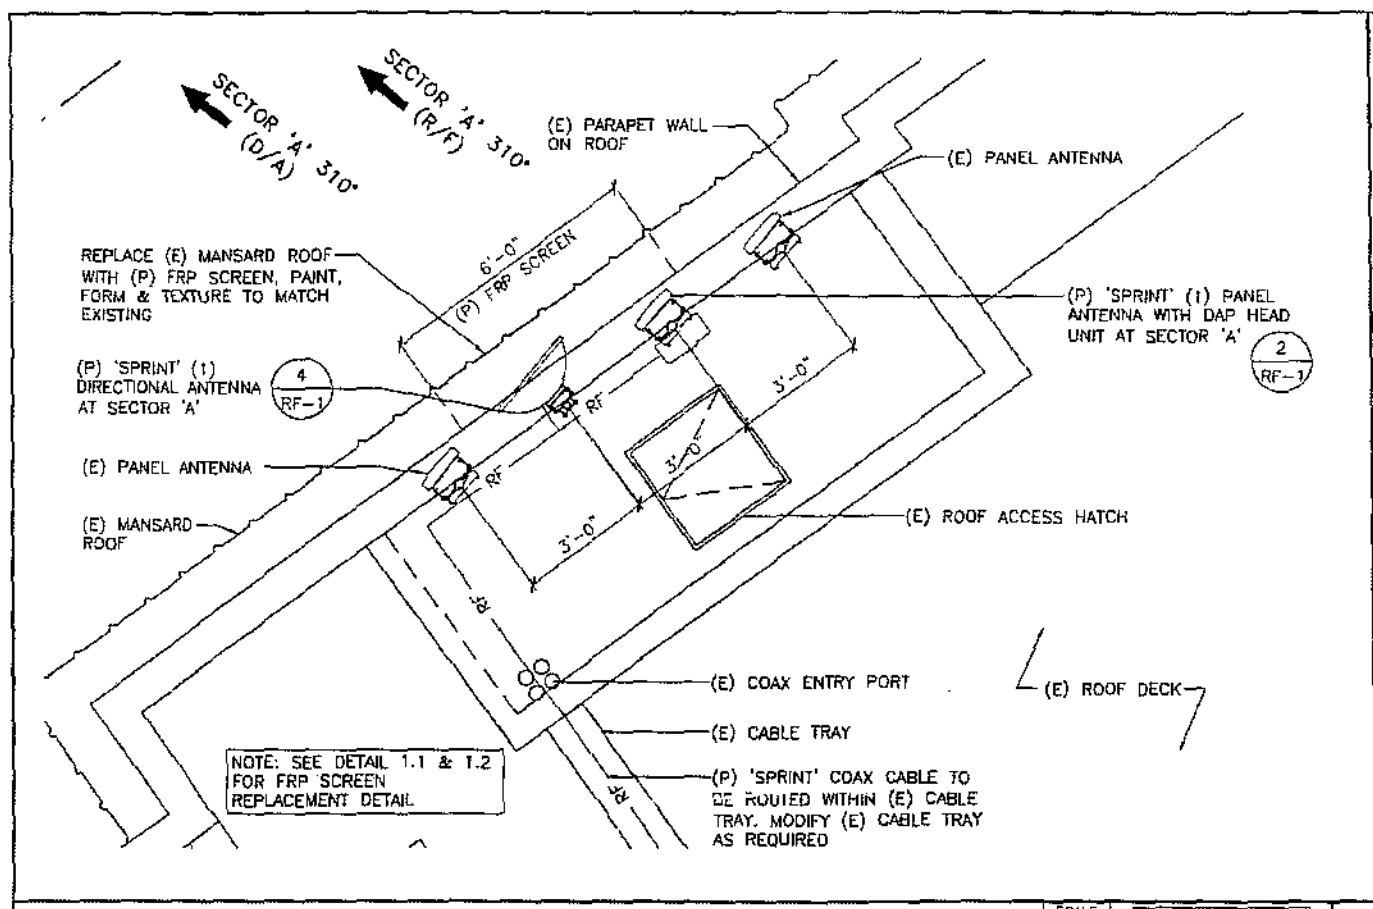 SECTOR 'A' 310°
(D/A)
SECTOR 'A' 310°
(R/F)
(E) PARAPET WALL
ON ROOF
(E) PANEL ANTENNA
REPLACE (E) MANSARD ROOF
WITH (P) FRP SCREEN, PAINT,
FORM & TEXTURE TO MATCH
EXISTING
6'-0"
(P) FRP SCREEN
(P) 'SPRINT' (1) PANEL
ANTENNA WITH DAP HEAD
UNIT AT SECTOR 'A'
2
RF-1
(P) 'SPRINT' (1)
DIRECTIONAL ANTENNA
AT SECTOR 'A'
4
RF-1
RF
3'-0"
3'-0"
3'-0"
(E) PANEL ANTENNA
RF
(E) MANSARD
ROOF
(E) ROOF ACCESS HATCH
RF
(E) COAX ENTRY PORT
(E) ROOF DECK
(E) CABLE TRAY
NOTE: SEE DETAIL 1.1 & 1.2
FOR FRP SCREEN
REPLACEMENT DETAIL
RF
(P) 'SPRINT' COAX CABLE TO
BE ROUTED WITHIN (E) CABLE
TRAY. MODIFY (E) CABLE TRAY
AS REQUIRED